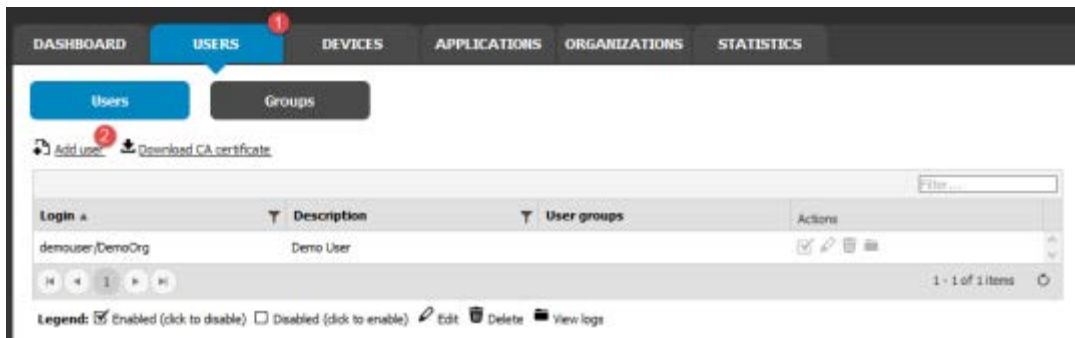 1
DASHBOARD USERS DEVICES APPLICATIONS ORGANIZATIONS STATISTICS
Users Groups
2
Add user Download CA certificate
Filter...
Login Description User groups Actions
demouser/DemoOrg Demo User
1 1 - 1 of 1 items
Legend: Enabled (click to disable) Disabled (click to enable) Edit Delete View logs